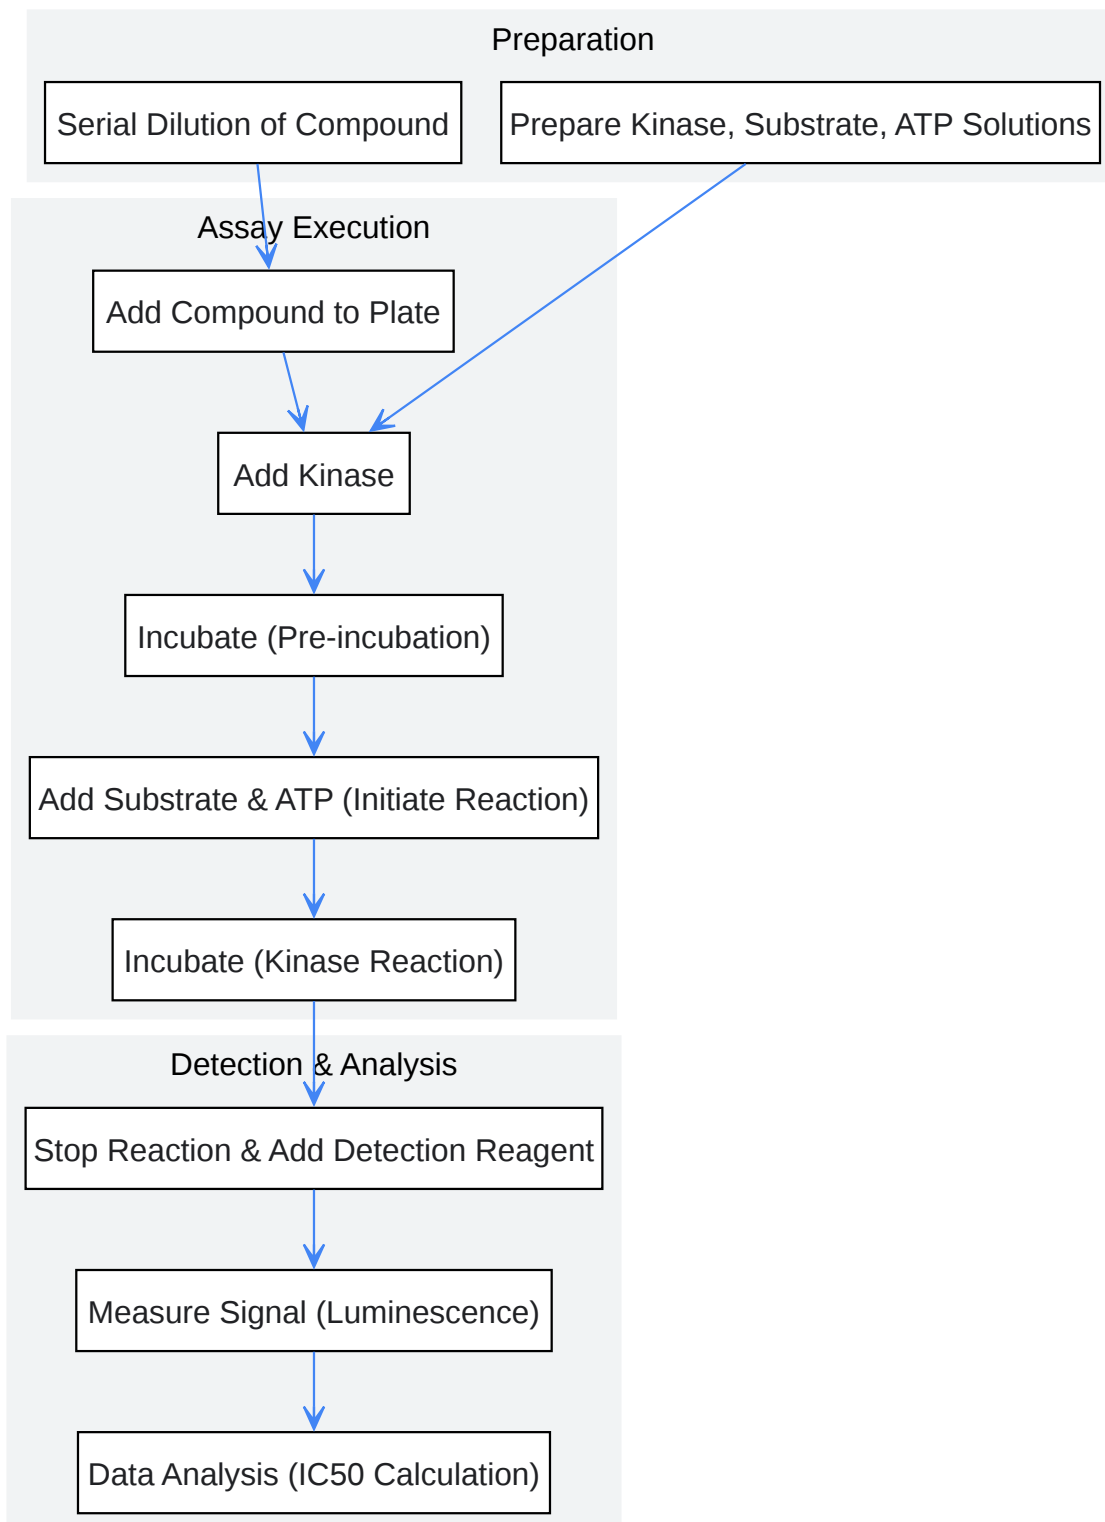 Preparation
Serial Dilution of Compound
Prepare Kinase, Substrate, ATP Solutions
Assay Execution
Add Compound to Plate
Add Kinase
Incubate (Pre-incubation)
Add Substrate & ATP (Initiate Reaction)
Incubate (Kinase Reaction)
Detection & Analysis
Stop Reaction & Add Detection Reagent
Measure Signal (Luminescence)
Data Analysis (IC50 Calculation)